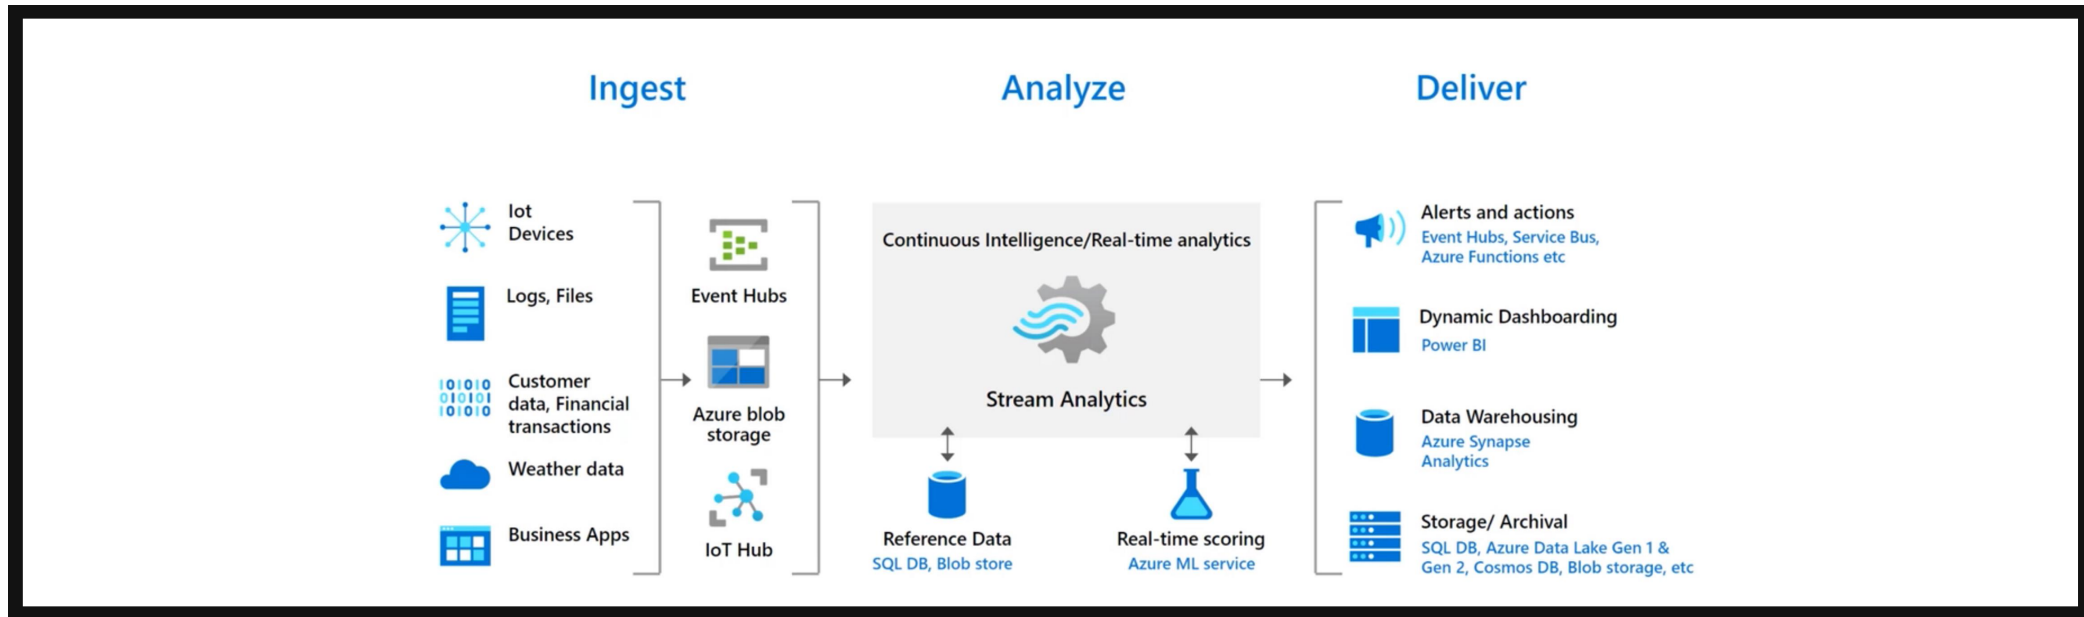 Ingest
Analyze
Deliver
Iot
Devices
Logs, Files
Customer
data, Financial
transactions
Weather data
Business Apps
Event Hubs
Azure blob
storage
IoT Hub
Continuous Intelligence/Real-time analytics
Stream Analytics
Reference Data
SQL DB, Blob store
Real-time scoring
Azure ML service
Alerts and actions
Event Hubs, Service Bus,
Azure Functions etc
Dynamic Dashboarding
Power BI
Data Warehousing
Azure Synapse
Analytics
Storage/ Archival
SQL DB, Azure Data Lake Gen 1 &
Gen 2, Cosmos DB, Blob storage, etc